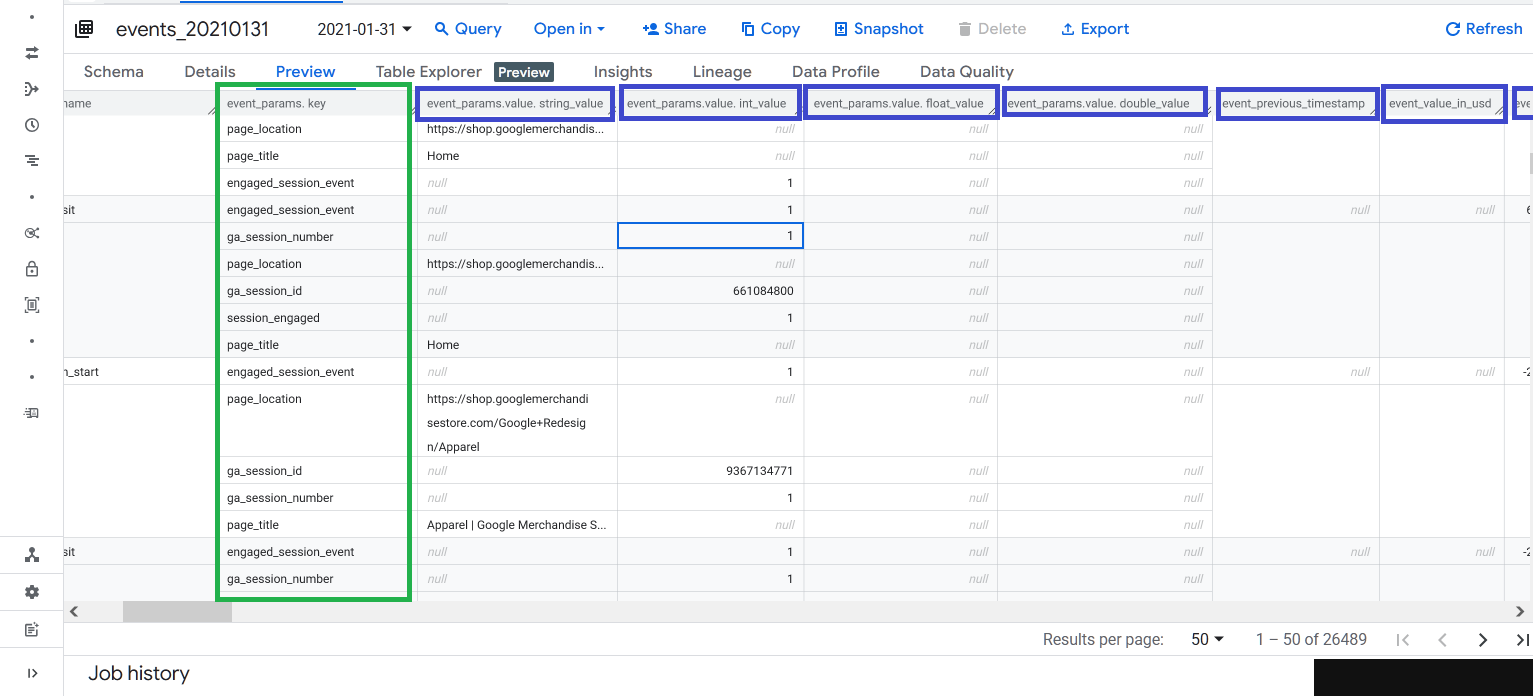 events_20210131 2021-01-31 Query Open in Share Copy Snapshot Delete Export Refresh
Schema Details Preview Table Explorer Preview Insights Lineage Data Profile Data Quality
name event_params. key event_params.value. string_value event_params.value. int_value event_params.value. float_value event_params.value. double_value event_previous_timestamp event_value_in_usd eve
page_location https://shop.googlemerchandis... null null null
page_title Home null null null
engaged_session_event null 1 null null
sit engaged_session_event null 1 null null null null 6
ga_session_number null 1 null null
page_location https://shop.googlemerchandis... null null null
ga_session_id null 661084800 null null
session_engaged null 1 null null
page_title Home null null null
n_start engaged_session_event null 1 null null null null -2
page_location https://shop.googlemerchandi null null null
sestore.com/Google+Redesig
n/Apparel
ga_session_id null 9367134771 null null
ga_session_number null 1 null null
page_title Apparel | Google Merchandise S... null null null
sit engaged_session_event null 1 null null null null -2
ga_session_number null 1 null null
Results per page: 50 1 – 50 of 26489
Job history